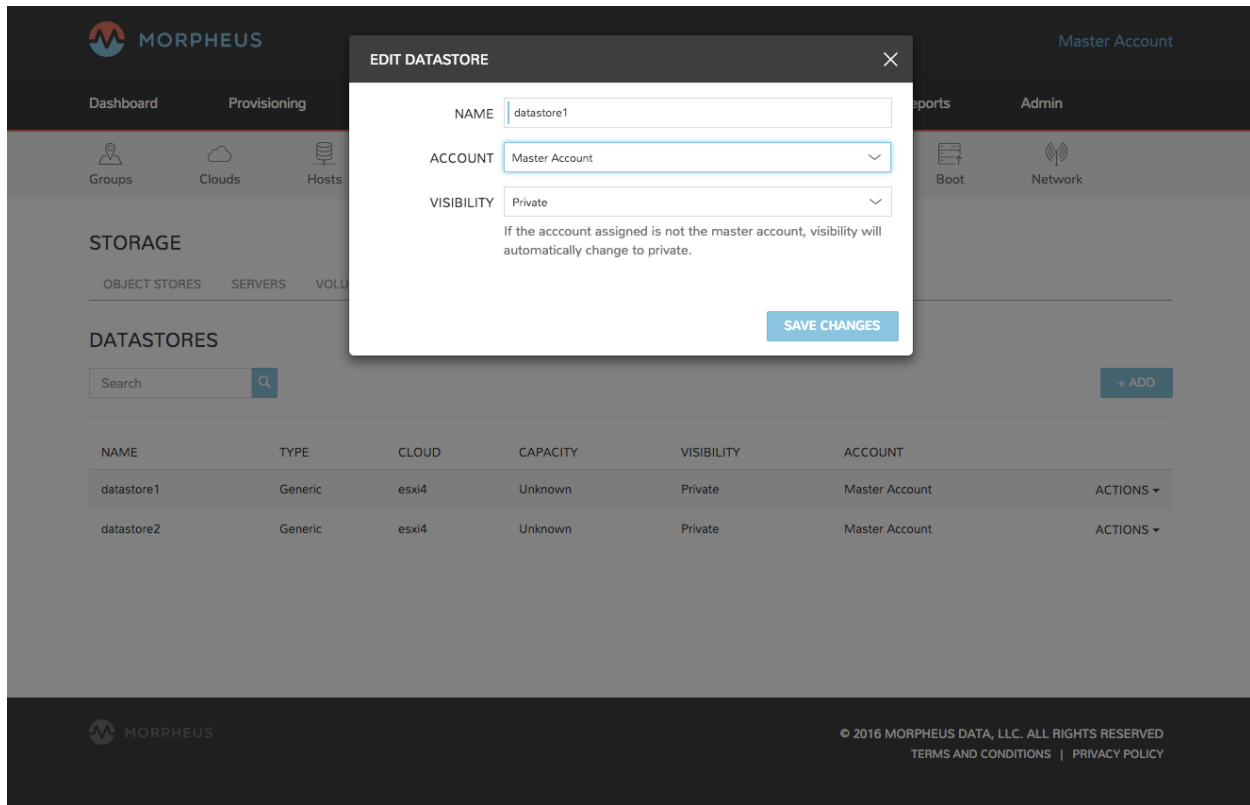 MORPHEUS
Master Account
EDIT DATASTORE
Dashboard Provisioning eports Admin
NAME datastore1
ACCOUNT Master Account
Groups Clouds Hosts Boot Network
VISIBILITY Private
If the acccount assigned is not the master account, visibility will
automatically change to private.
STORAGE
OBJECT STORES SERVERS VOLU
SAVE CHANGES
DATASTORES
Search
+ ADD
NAME TYPE CLOUD CAPACITY VISIBILITY ACCOUNT
datastore1 Generic esxi4 Unknown Private Master Account ACTIONS
datastore2 Generic esxi4 Unknown Private Master Account ACTIONS
MORPHEUS
© 2016 MORPHEUS DATA, LLC. ALL RIGHTS RESERVED
TERMS AND CONDITIONS | PRIVACY POLICY